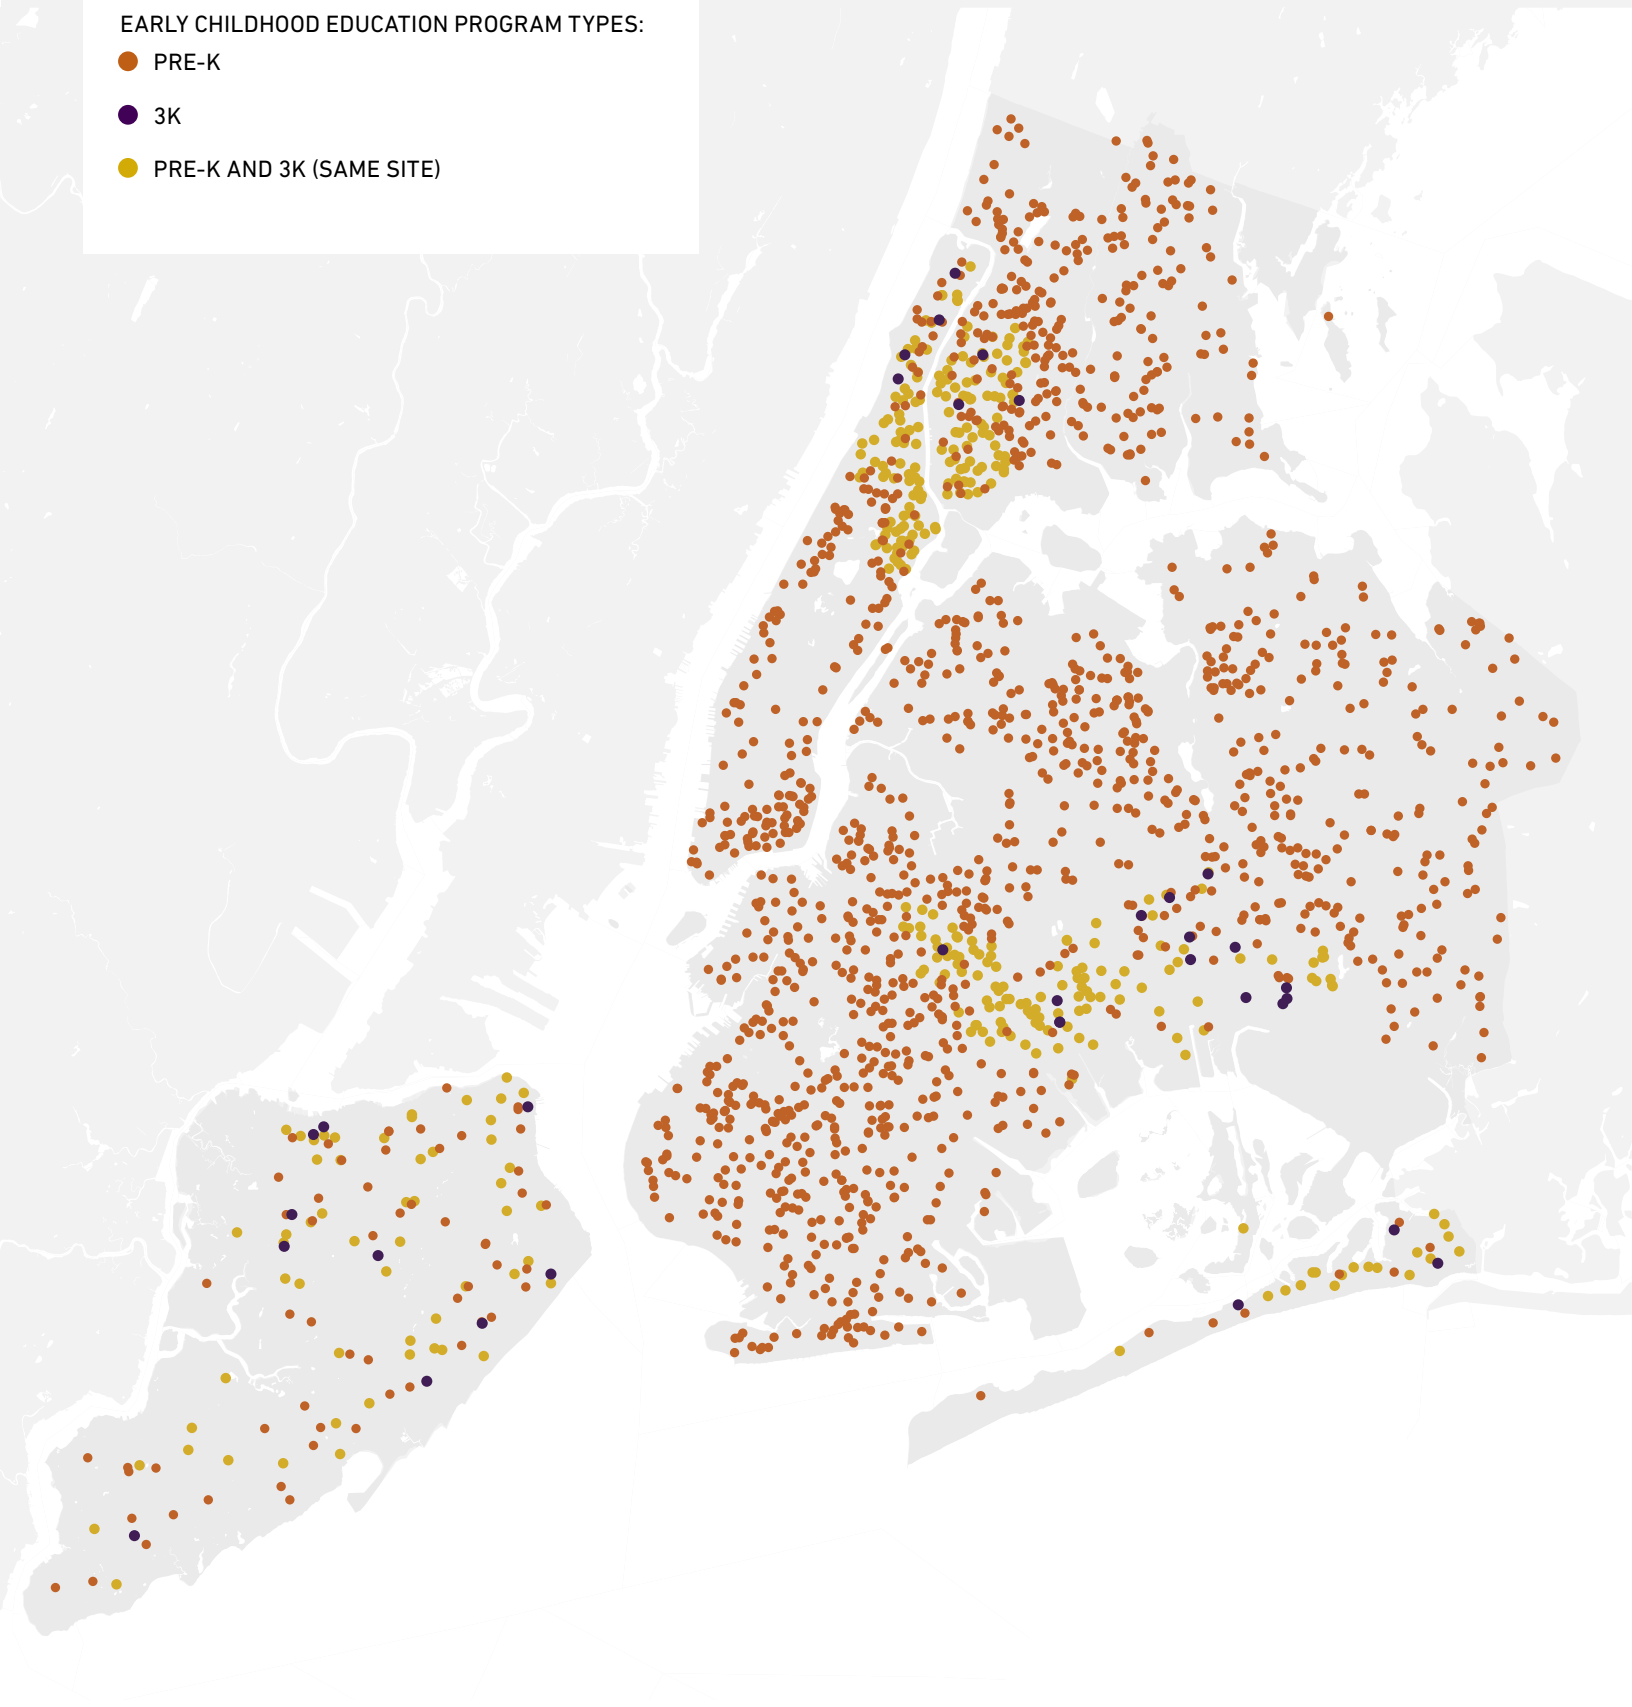 EARLY CHILDHOOD EDUCATION PROGRAM TYPES:
PRE-K
3K
PRE-K AND 3K (SAME SITE)